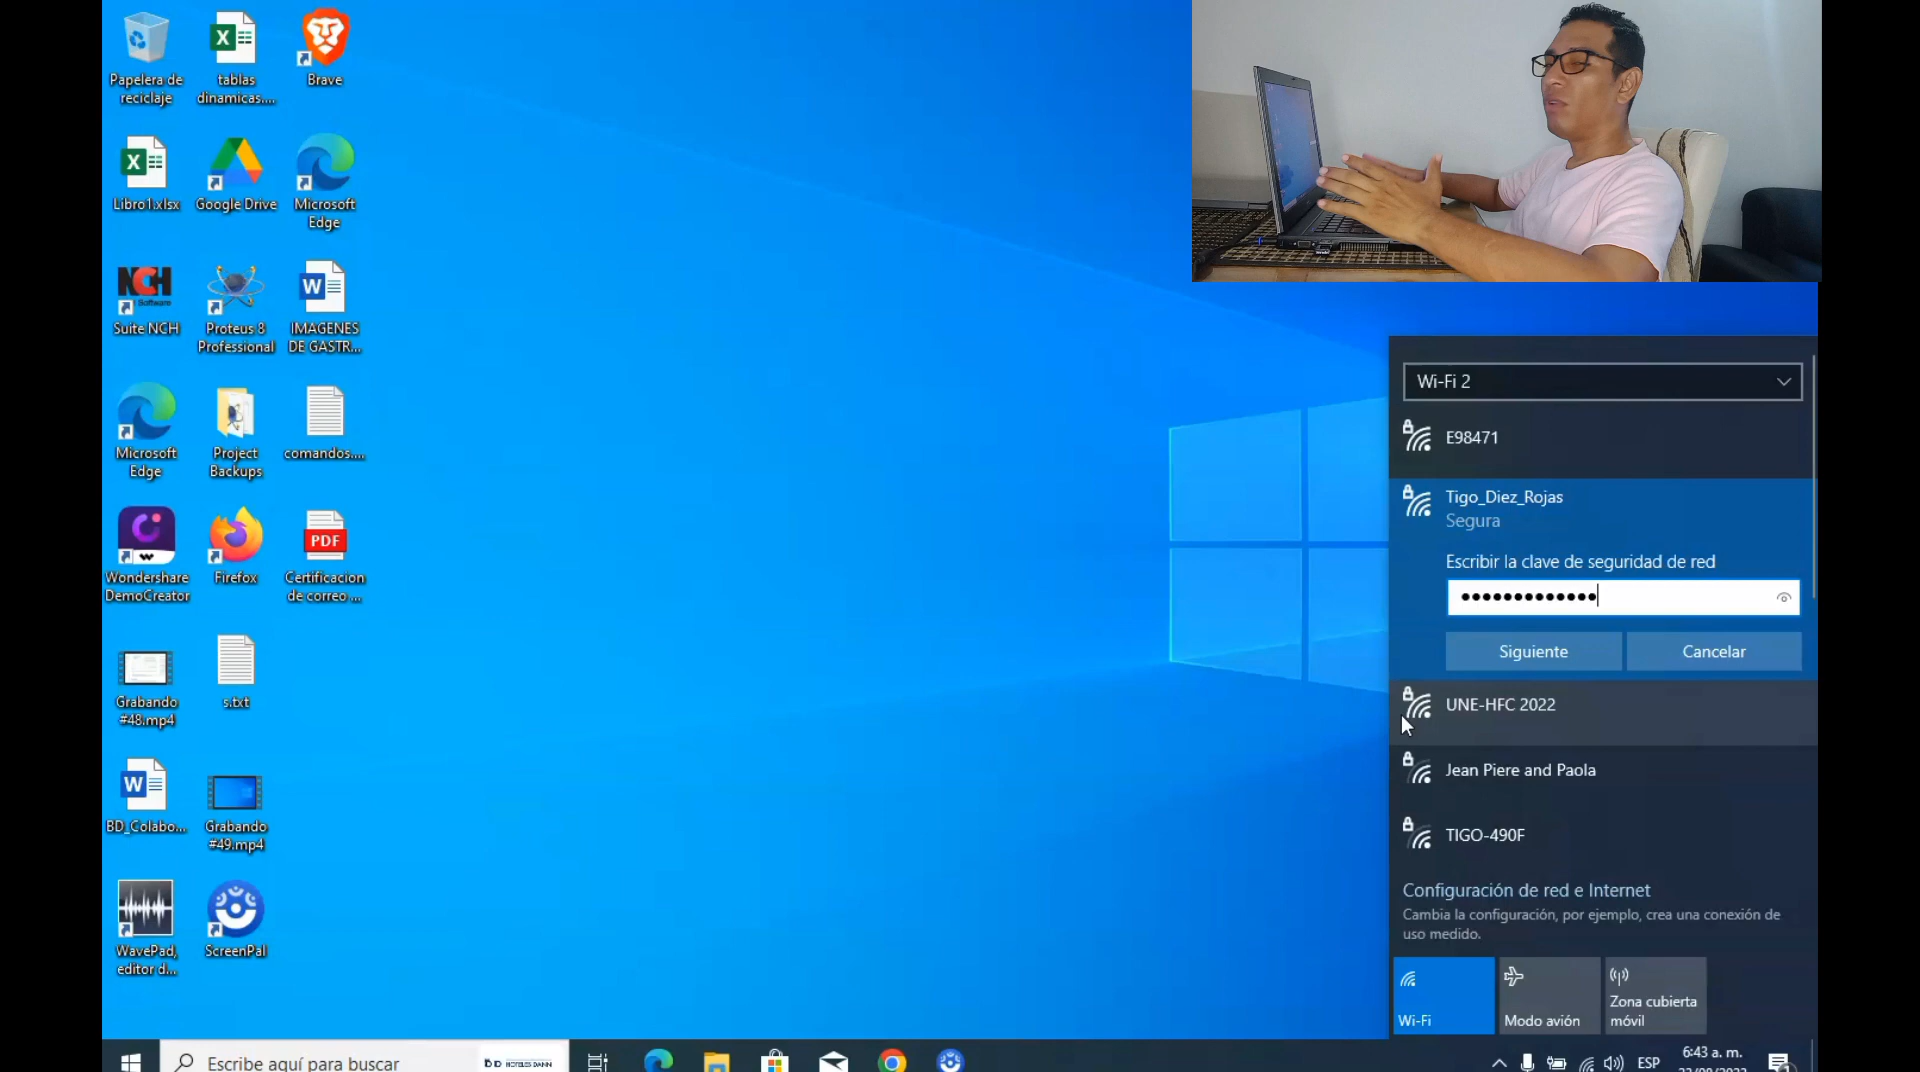 Papelera de
reciclaje
tablas
dinamicas....
Brave
Libro1.xlsx
Google Drive
Microsoft
Edge
NCH
Software
Suite NCH
Proteus 8
Professional
IMAGENES
DE GASTR...
Microsoft
Edge
Project
Backups
comandos....
Wondershare
DemoCreator
Firefox
PDF
Certificacion
de correo ...
Grabando
#48.mp4
s.txt
BD_Colabo...
Grabando
#49.mp4
WavePad,
editor d...
ScreenPal
Wi-Fi 2
E98471
Tigo_Diez_Rojas
Segura
Escribir la clave de seguridad de red
•••••••••••••
Siguiente
Cancelar
UNE-HFC 2022
Jean Piere and Paola
TIGO-490F
Configuración de red e Internet
Cambia la configuración, por ejemplo, crea una conexión de
uso medido.
Wi-Fi
Modo avión
Zona cubierta
móvil
Escribe aquí para buscar
HOTELES DANN
ESP
6:43 a. m.